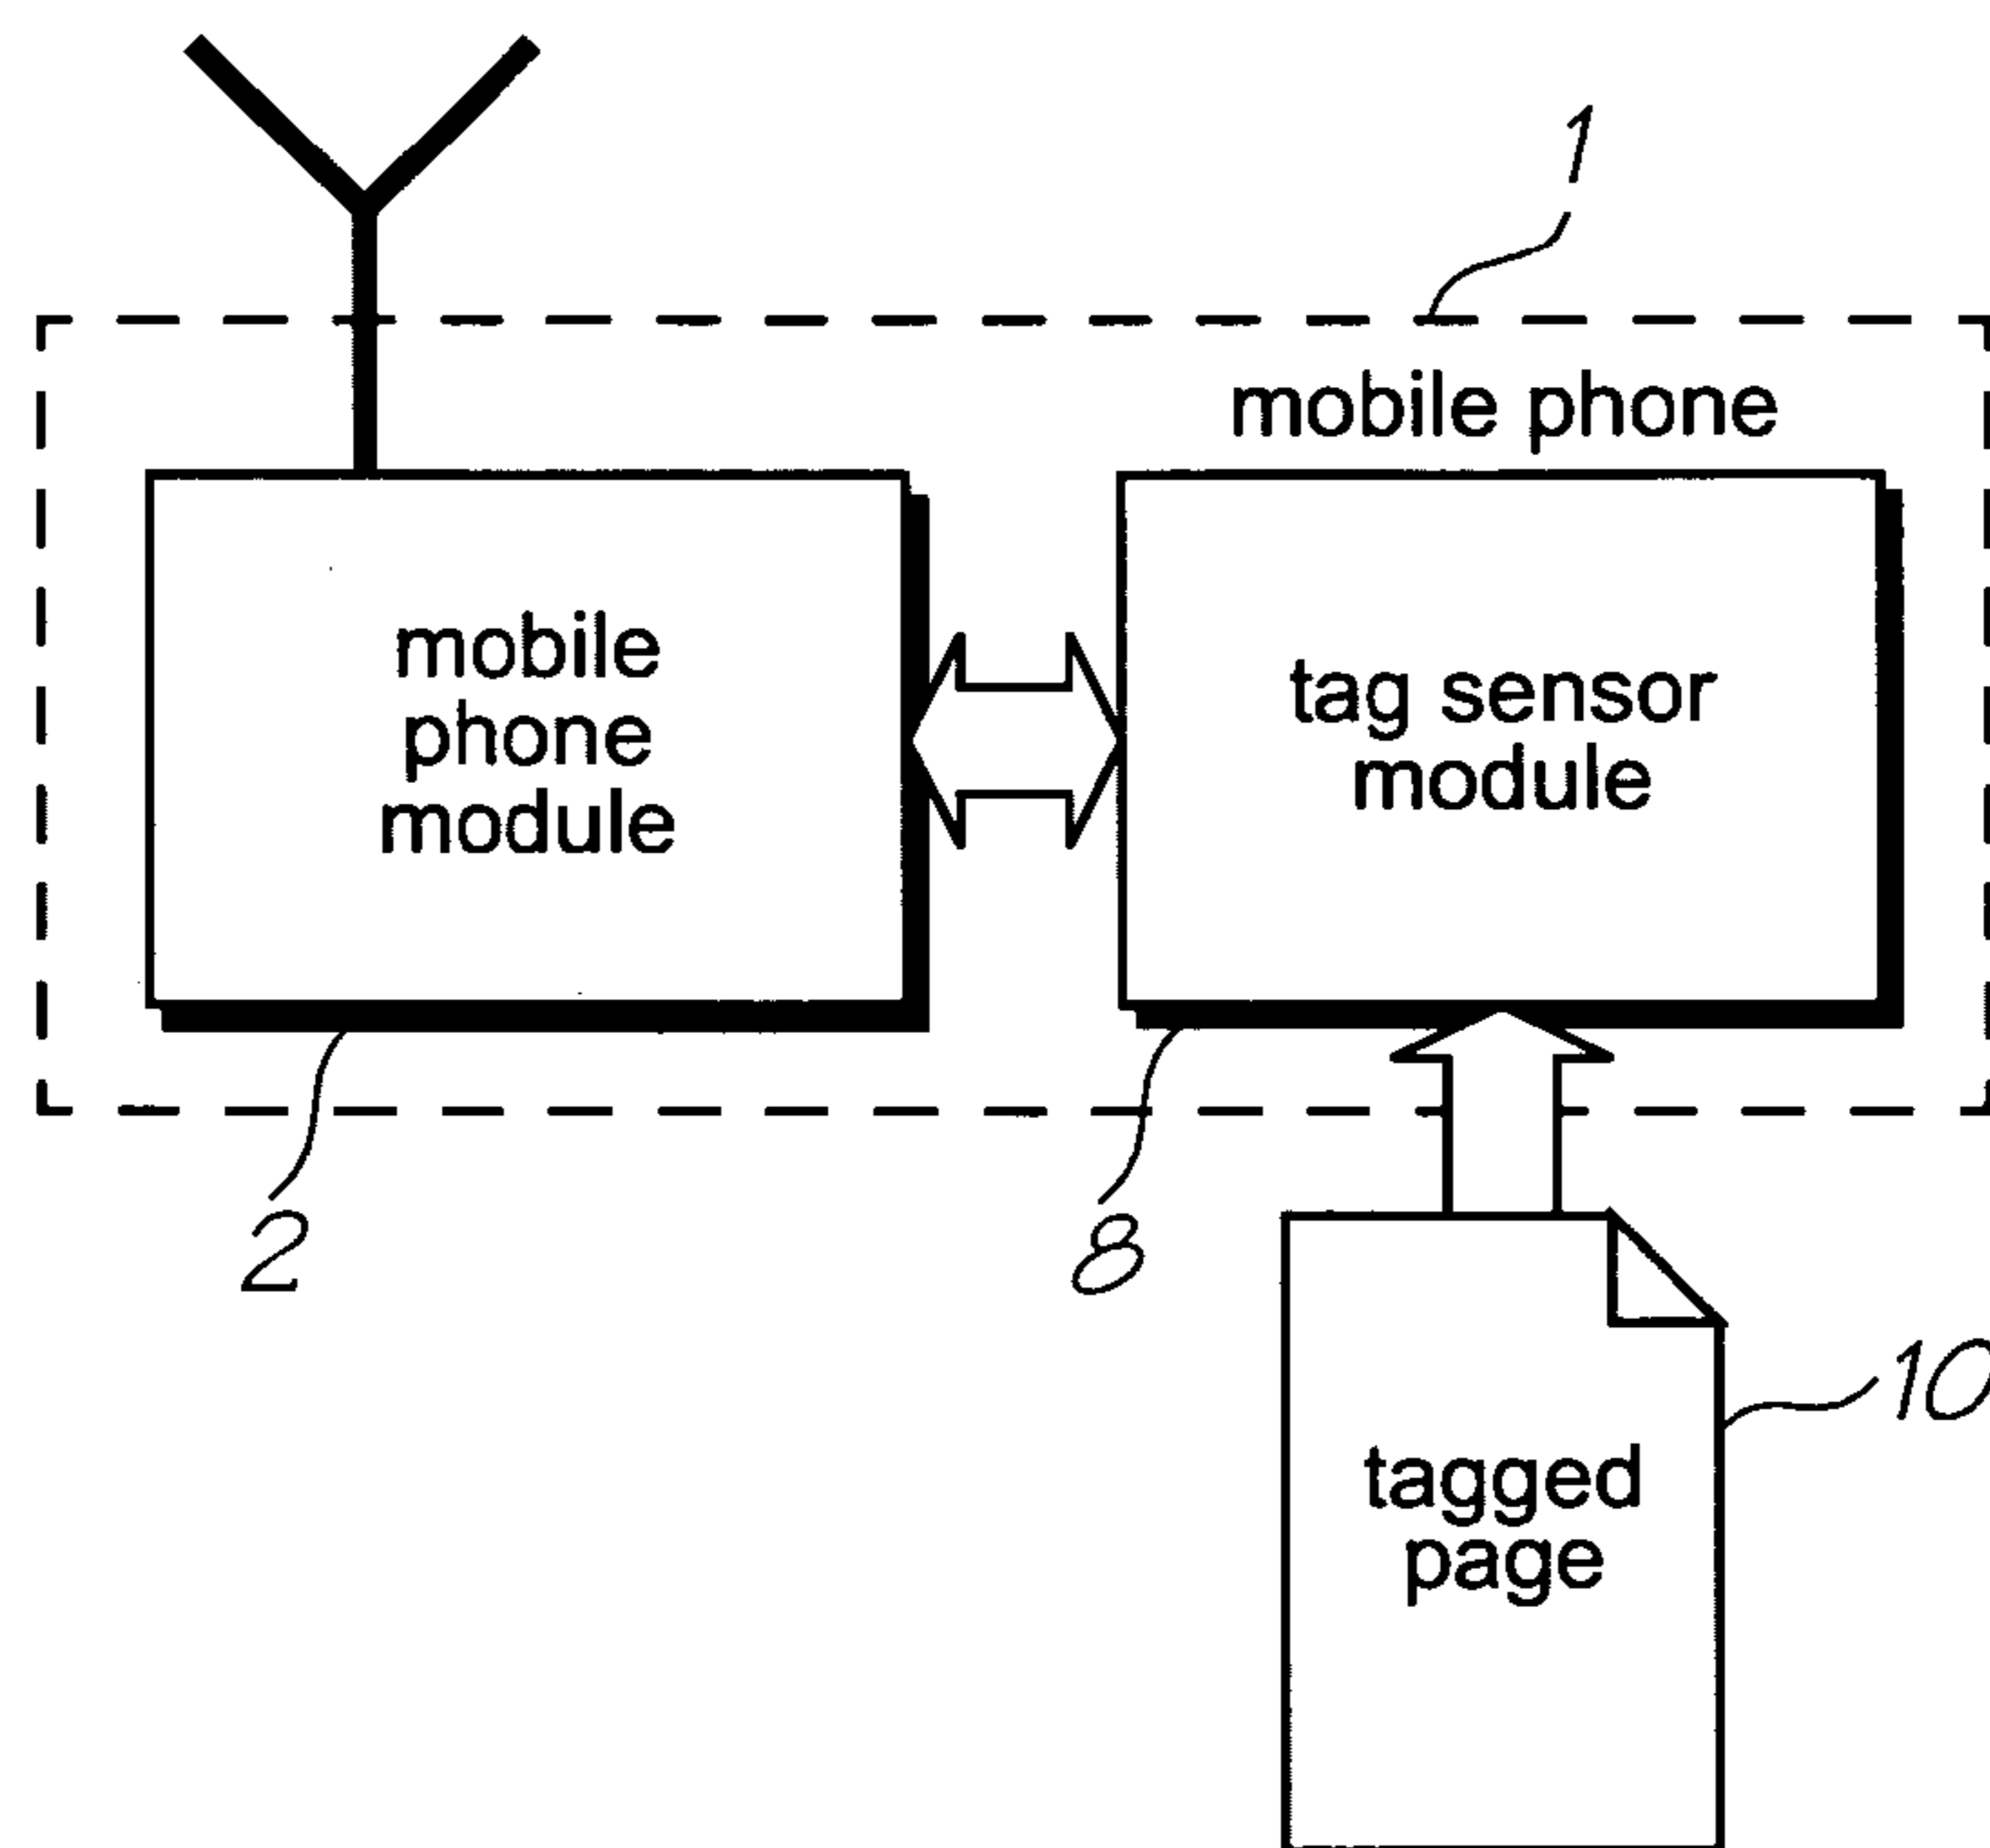 1
mobile phone
mobile
phone
module
tag sensor
module
2
8
10
tagged
page